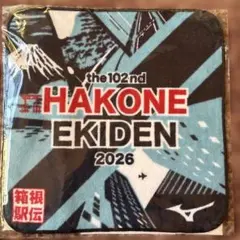 the 102nd
HAKONE
EKIDEN
2026
箱根
駅伝